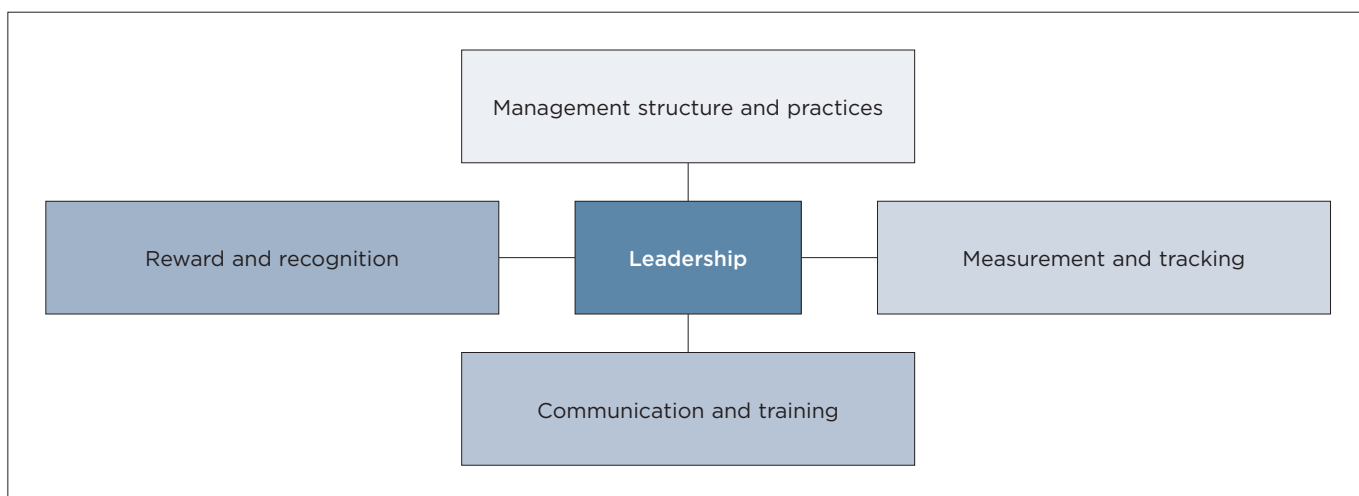 Management structure and practices
Reward and recognition
Leadership
Measurement and tracking
Communication and training